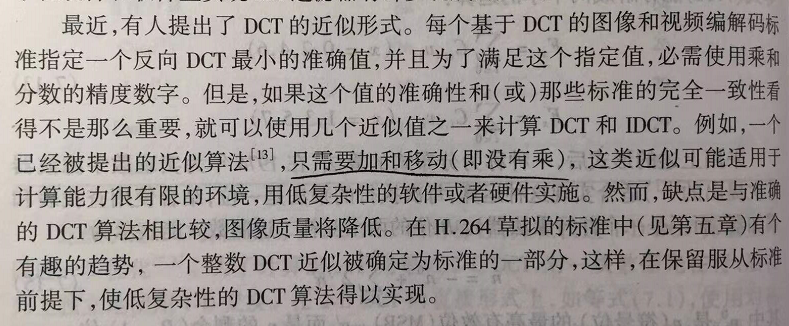 最近,有人提出了 DCT 的近似形式。每个基于 DCT 的图像和视频编解码标
准指定一个反向 DCT 最小的准确值,并且为了满足这个指定值,必需使用乘和
分数的精度数字。但是,如果这个值的准确性和(或)那些标准的完全一致性看
得不是那么重要,就可以使用几个近似值之一来计算 DCT 和 IDCT。例如,一个
已经被提出的近似算法[13],只需要加和移动(即没有乘),这类近似可能适用于
计算能力很有限的环境,用低复杂性的软件或者硬件实施。然而,缺点是与准确
的 DCT 算法相比较,图像质量将降低。在 H.264 草拟的标准中(见第五章)有个
有趣的趋势,一个整数 DCT 近似被确定为标准的一部分,这样,在保留服从标准
前提下,使低复杂性的 DCT 算法得以实现。